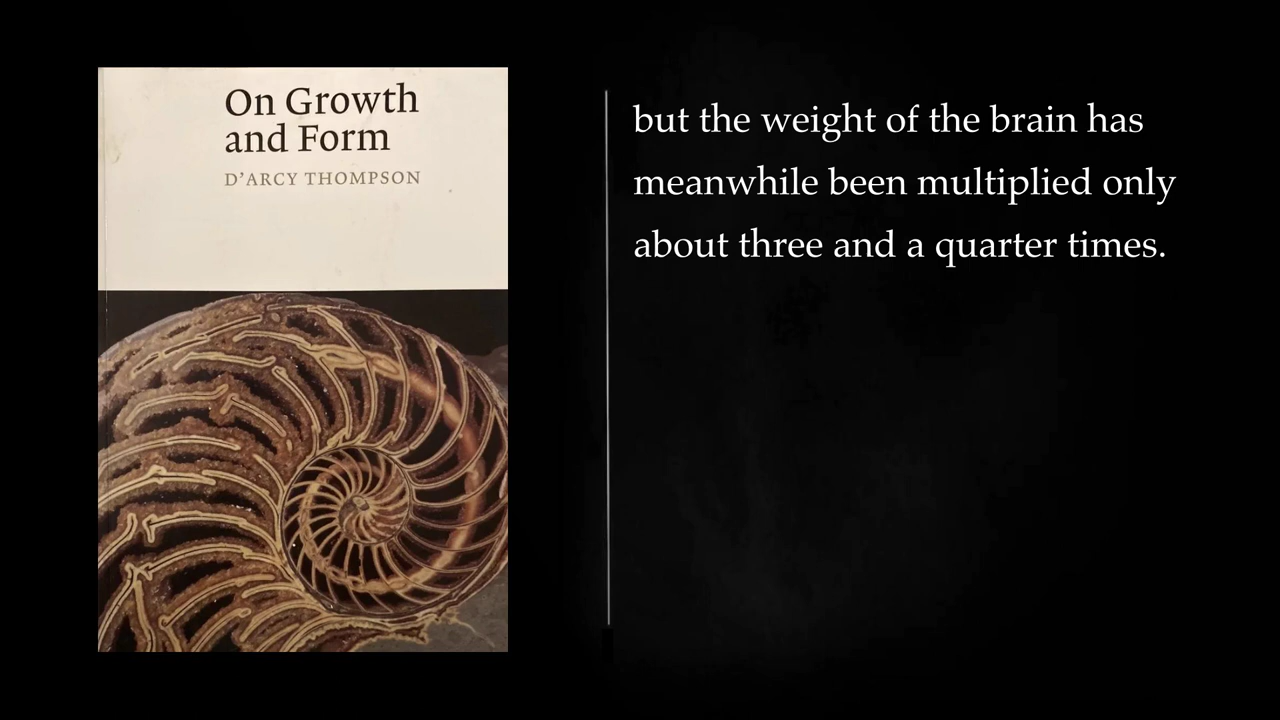 On Growth
and Form
D'ARCY THOMPSON
but the weight of the brain has
meanwhile been multiplied only
about three and a quarter times.